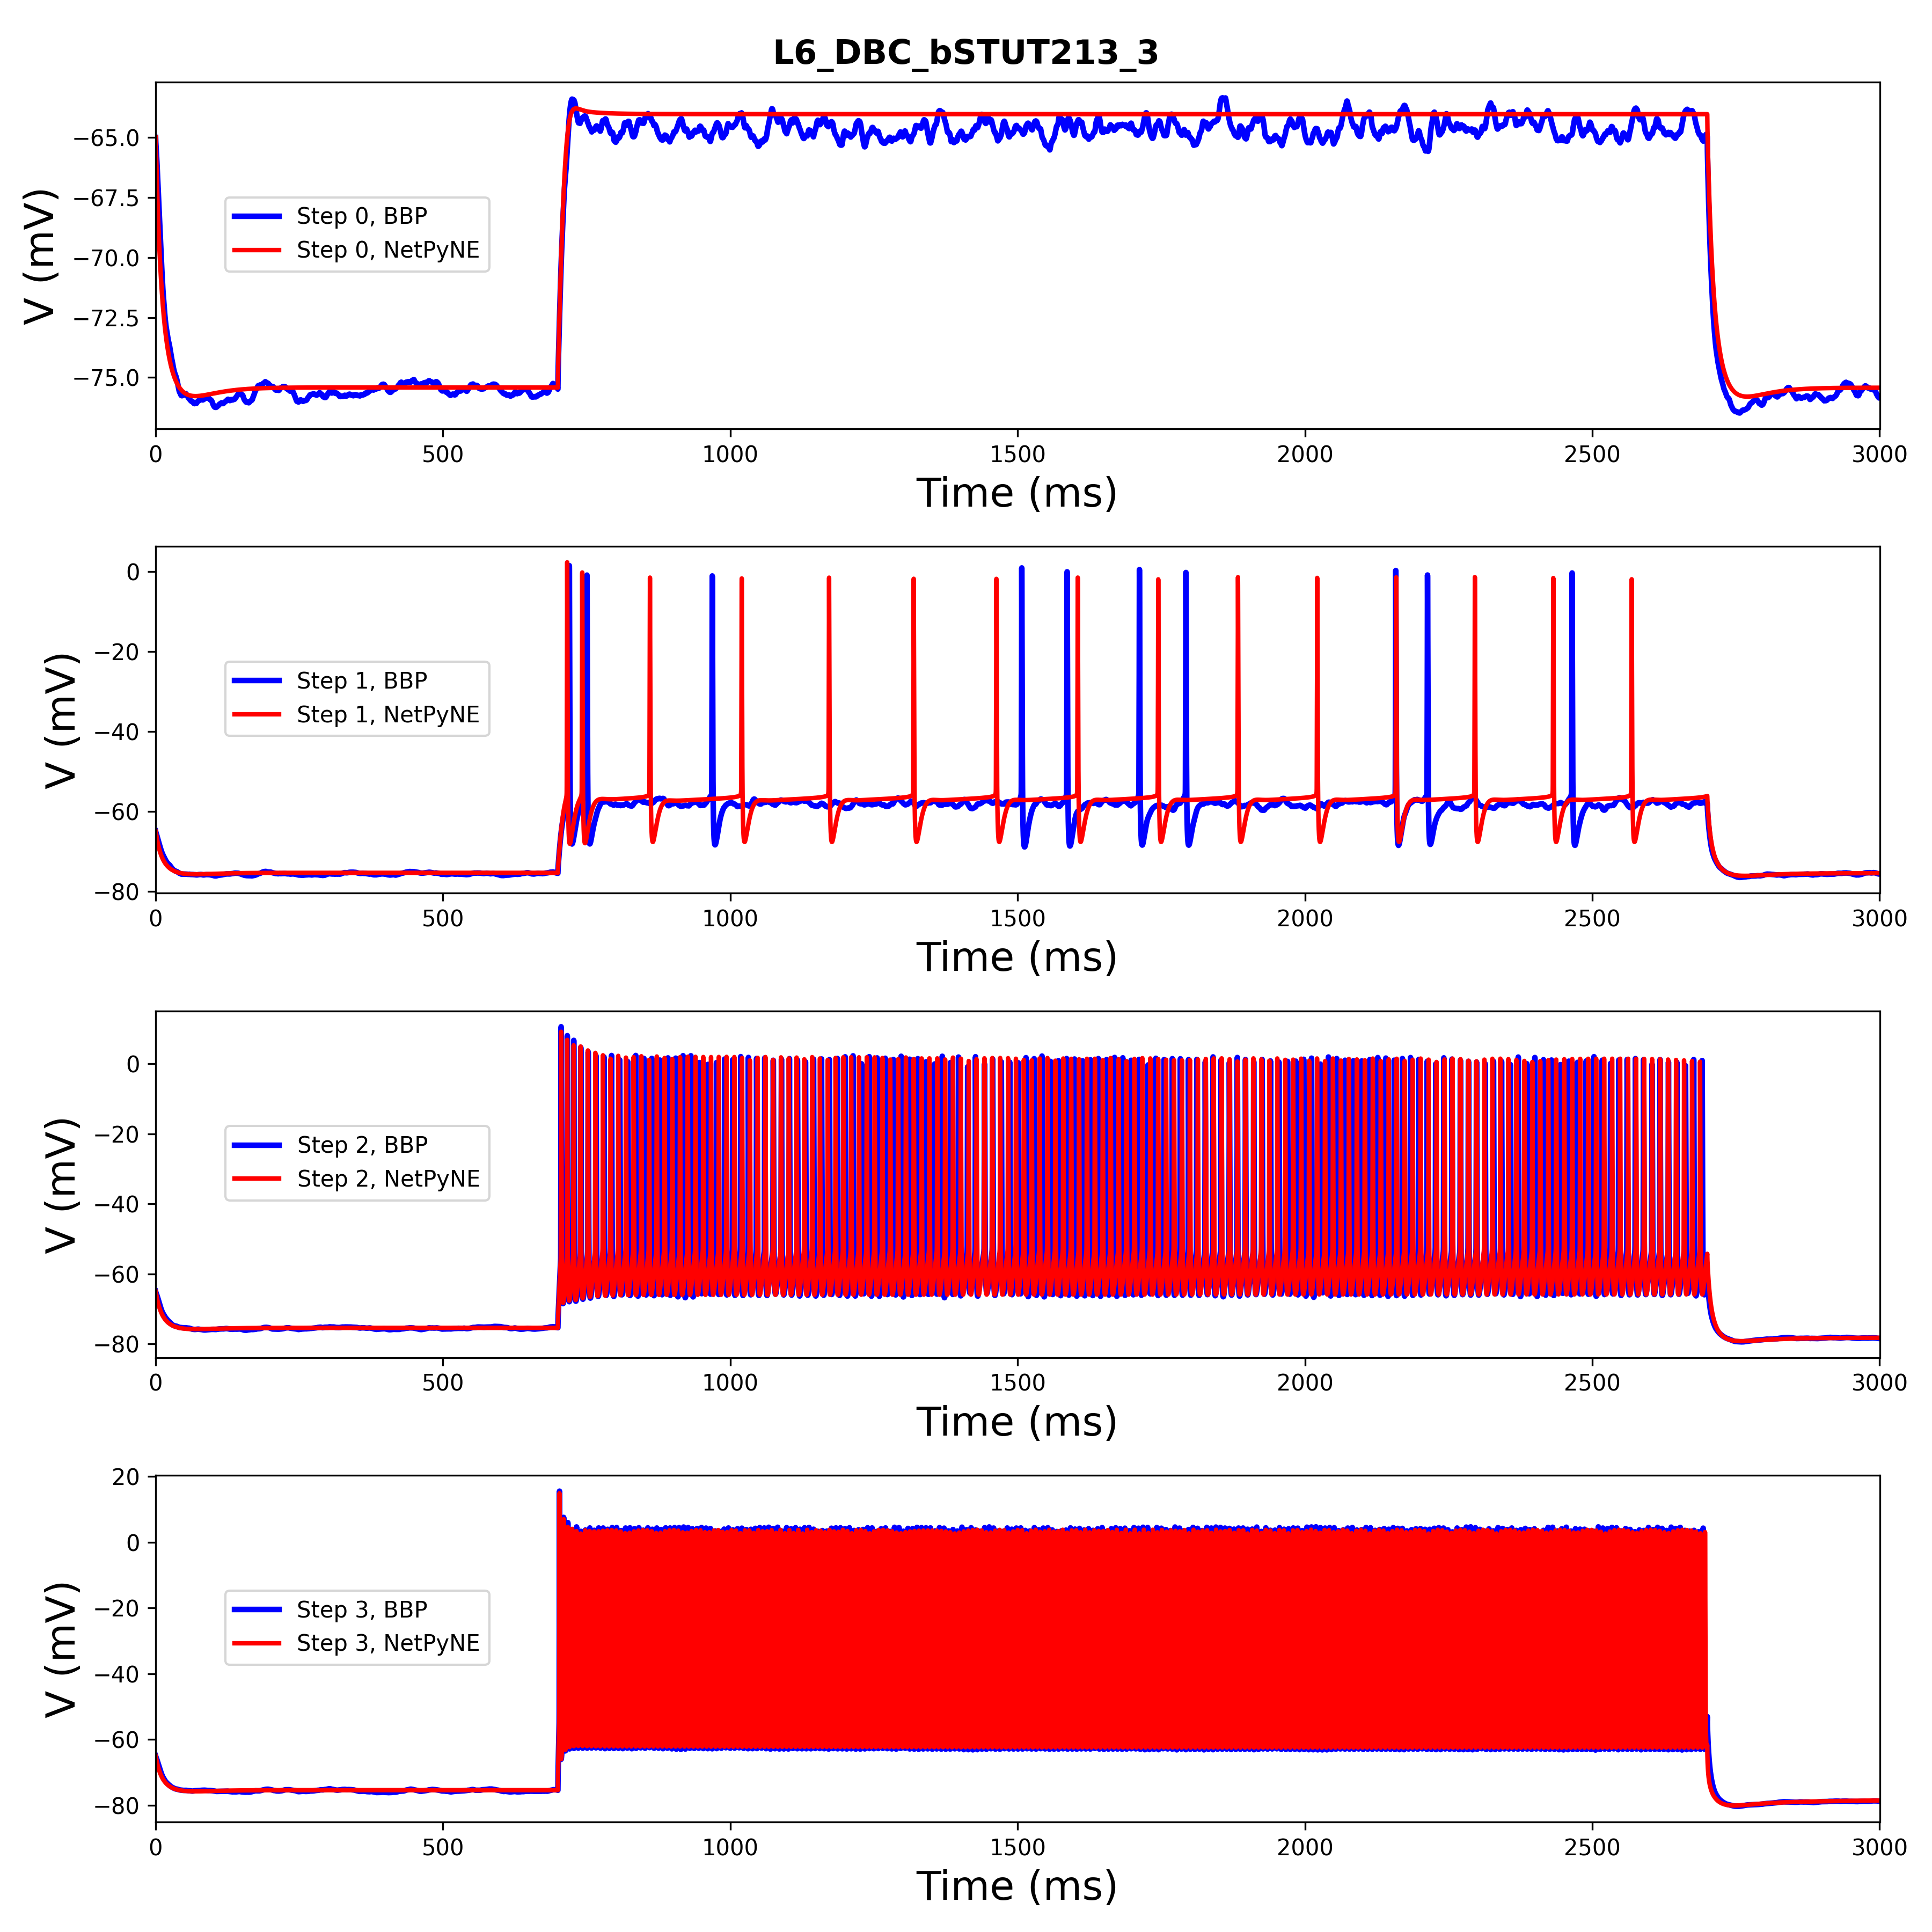 L6_DBC_bSTUT213_3
−65.0
−67.5
−70.0
−72.5
−75.0
V (mV)
Step 0, BBP
Step 0, NetPyNE
0 500 1000 1500 2000 2500 3000
Time (ms)
0
−20
−40
−60
−80
V (mV)
Step 1, BBP
Step 1, NetPyNE
0 500 1000 1500 2000 2500 3000
Time (ms)
0
−20
−40
−60
−80
V (mV)
Step 2, BBP
Step 2, NetPyNE
0 500 1000 1500 2000 2500 3000
Time (ms)
20
0
−20
−40
−60
−80
V (mV)
Step 3, BBP
Step 3, NetPyNE
0 500 1000 1500 2000 2500 3000
Time (ms)